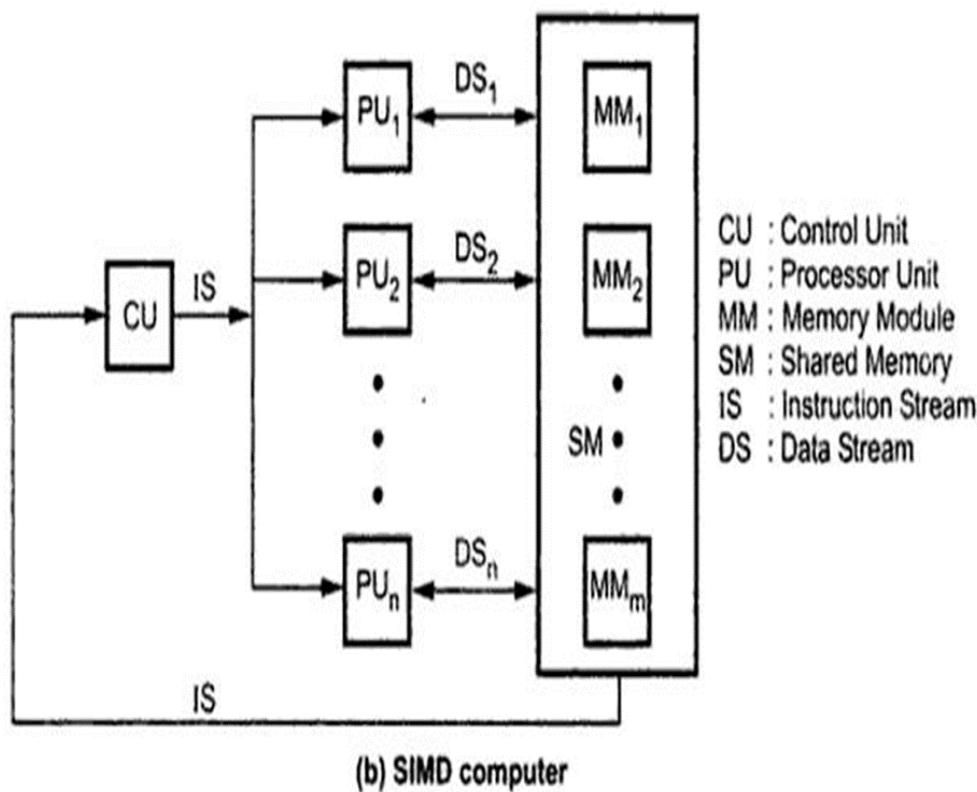 DS₁
PU₁
MM₁
CU : Control Unit
DS₂
PU : Processor Unit
IS
PU₂
MM₂
CU
MM : Memory Module
SM : Shared Memory
IS : Instruction Stream
SM
DS : Data Stream
DSₙ
PUₙ
MMₘ
IS
(b) SIMD computer